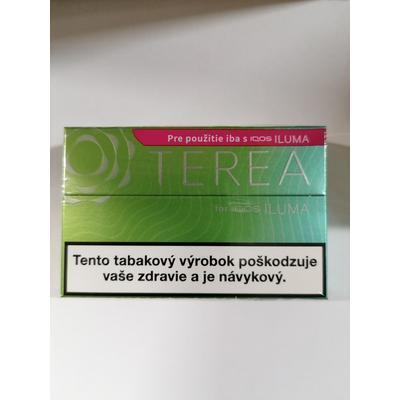 Pre použitie iba s IQOS ILUMA
TEREA
for IQOS ILUMA
Tento tabakový výrobok poškodzuje
vaše zdravie a je návykový.